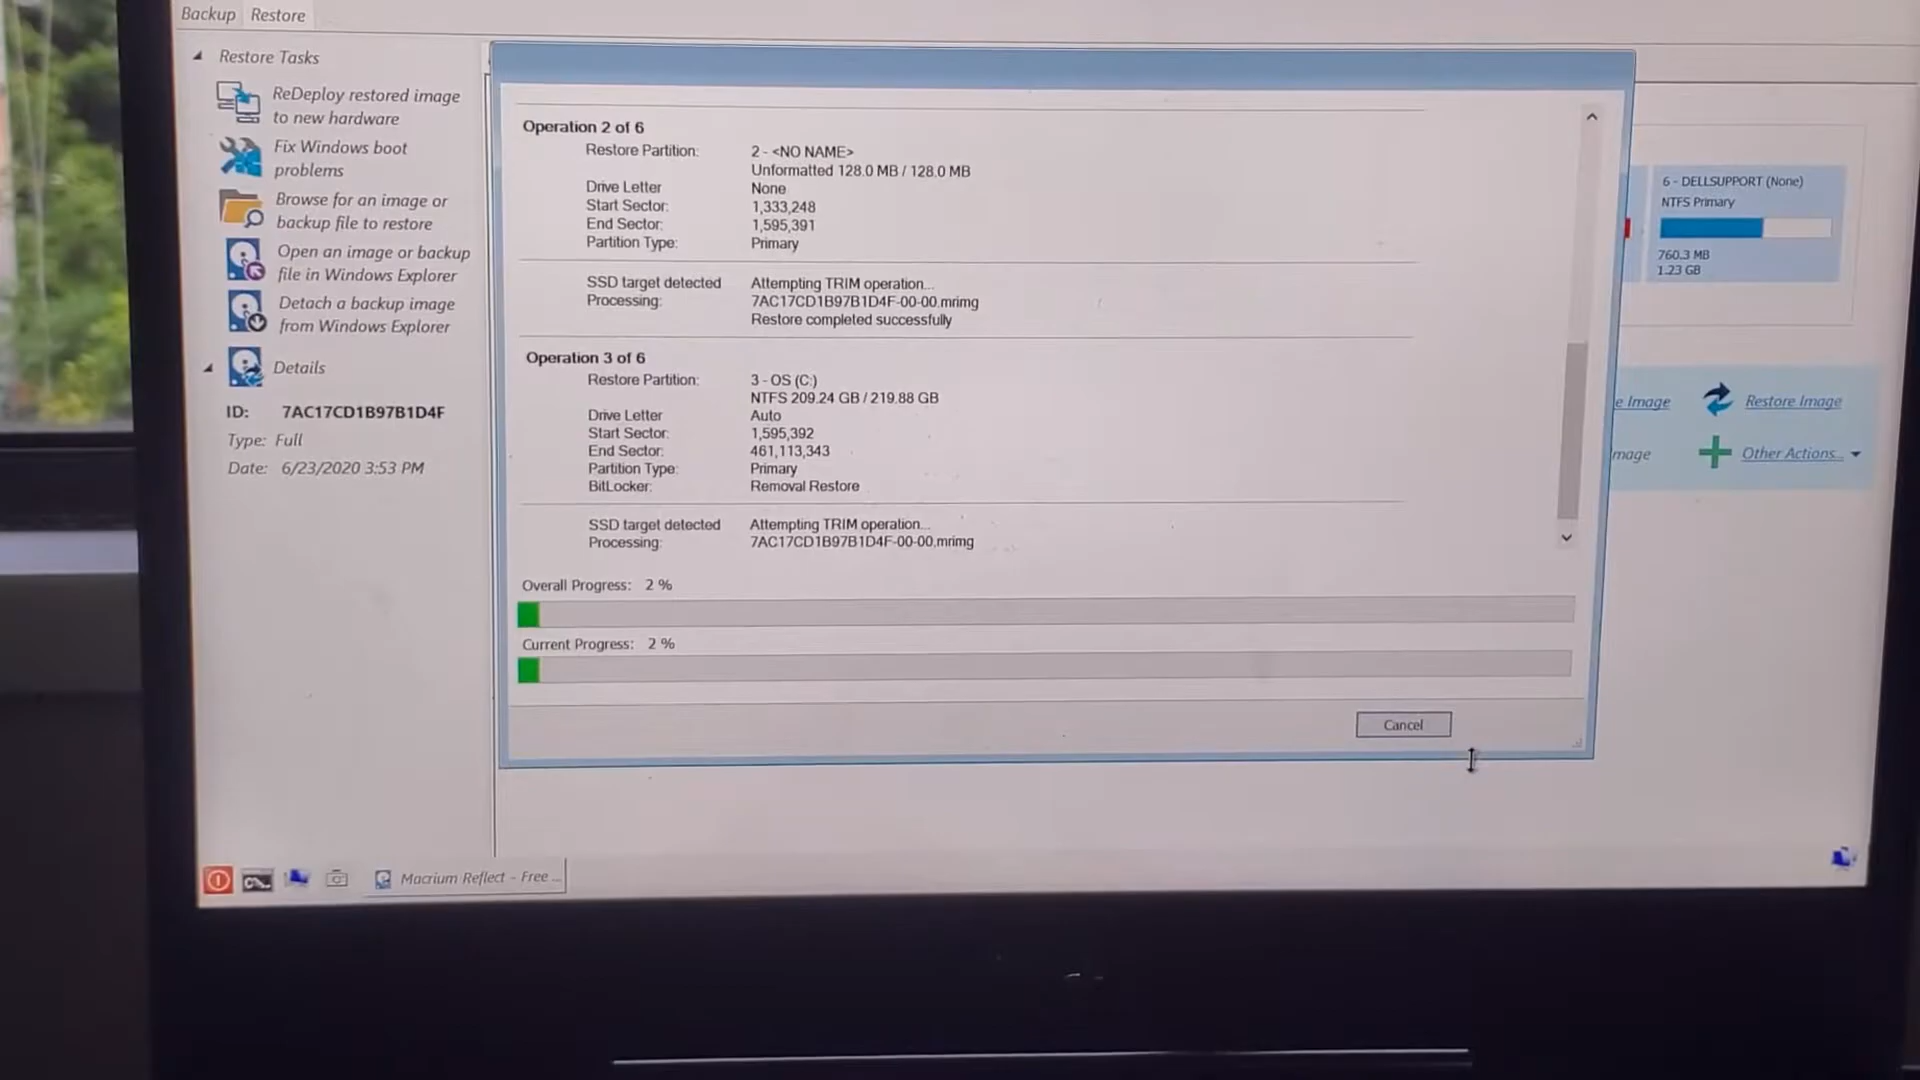 Backup Restore
Restore Tasks
ReDeploy restored image
to new hardware
Fix Windows boot
problems
Browse for an image or
backup file to restore
Open an image or backup
file in Windows Explorer
Detach a backup image
from Windows Explorer
Details
ID: 7AC17CD1B97B1D4F
Type: Full
Date: 6/23/2020 3:53 PM
Operation 2 of 6
Restore Partition: 2 - <NO NAME>
Unformatted 128.0 MB / 128.0 MB
Drive Letter None
Start Sector: 1,333,248
End Sector: 1,595,391
Partition Type: Primary
SSD target detected Attempting TRIM operation...
Processing: 7AC17CD1B97B1D4F-00-00.mrimg
Restore completed successfully
Operation 3 of 6
Restore Partition: 3 - OS (C:)
NTFS 209.24 GB / 219.88 GB
Drive Letter Auto
Start Sector: 1,595,392
End Sector: 461,113,343
Partition Type: Primary
BitLocker: Removal Restore
SSD target detected Attempting TRIM operation...
Processing: 7AC17CD1B97B1D4F-00-00.mrimg
Overall Progress: 2 %
Current Progress: 2 %
Cancel
6 - DELLSUPPORT (None)
NTFS Primary
760.3 MB
1.23 GB
e Image Restore Image
mage Other Actions...
Macrium Reflect - Free ...